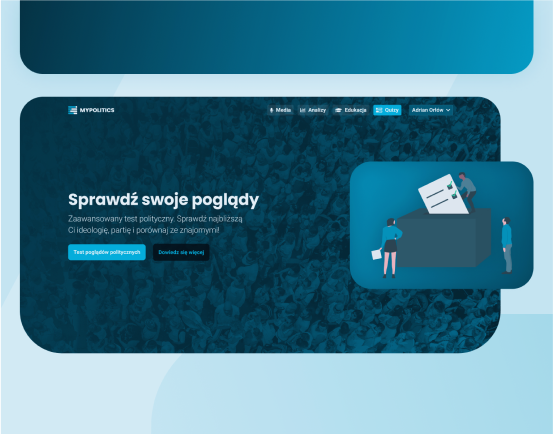 MYPOLITICS
Media Analizy Edukacja Quizy Adrian Orłow
Sprawdź swoje poglądy
Zaawansowany test polityczny. Sprawdź najbliższą
Ci ideologię, partię i porównaj ze znajomymi!
Test poglądów politycznych Dowiedz się więcej